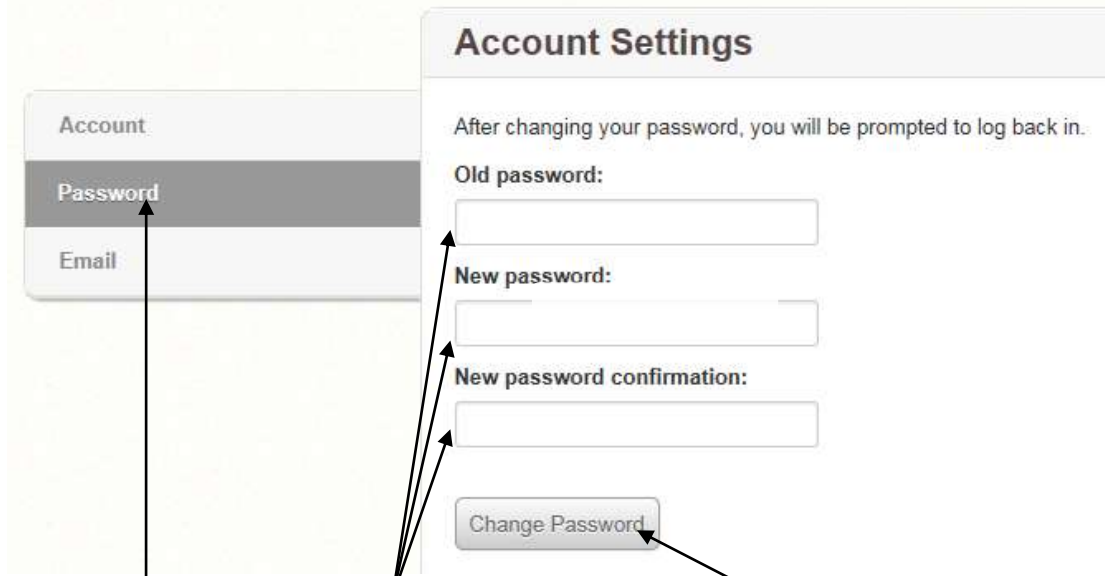 Account Settings
Account
Password
Email
After changing your password, you will be prompted to log back in.
Old password:
New password:
New password confirmation:
Change Password